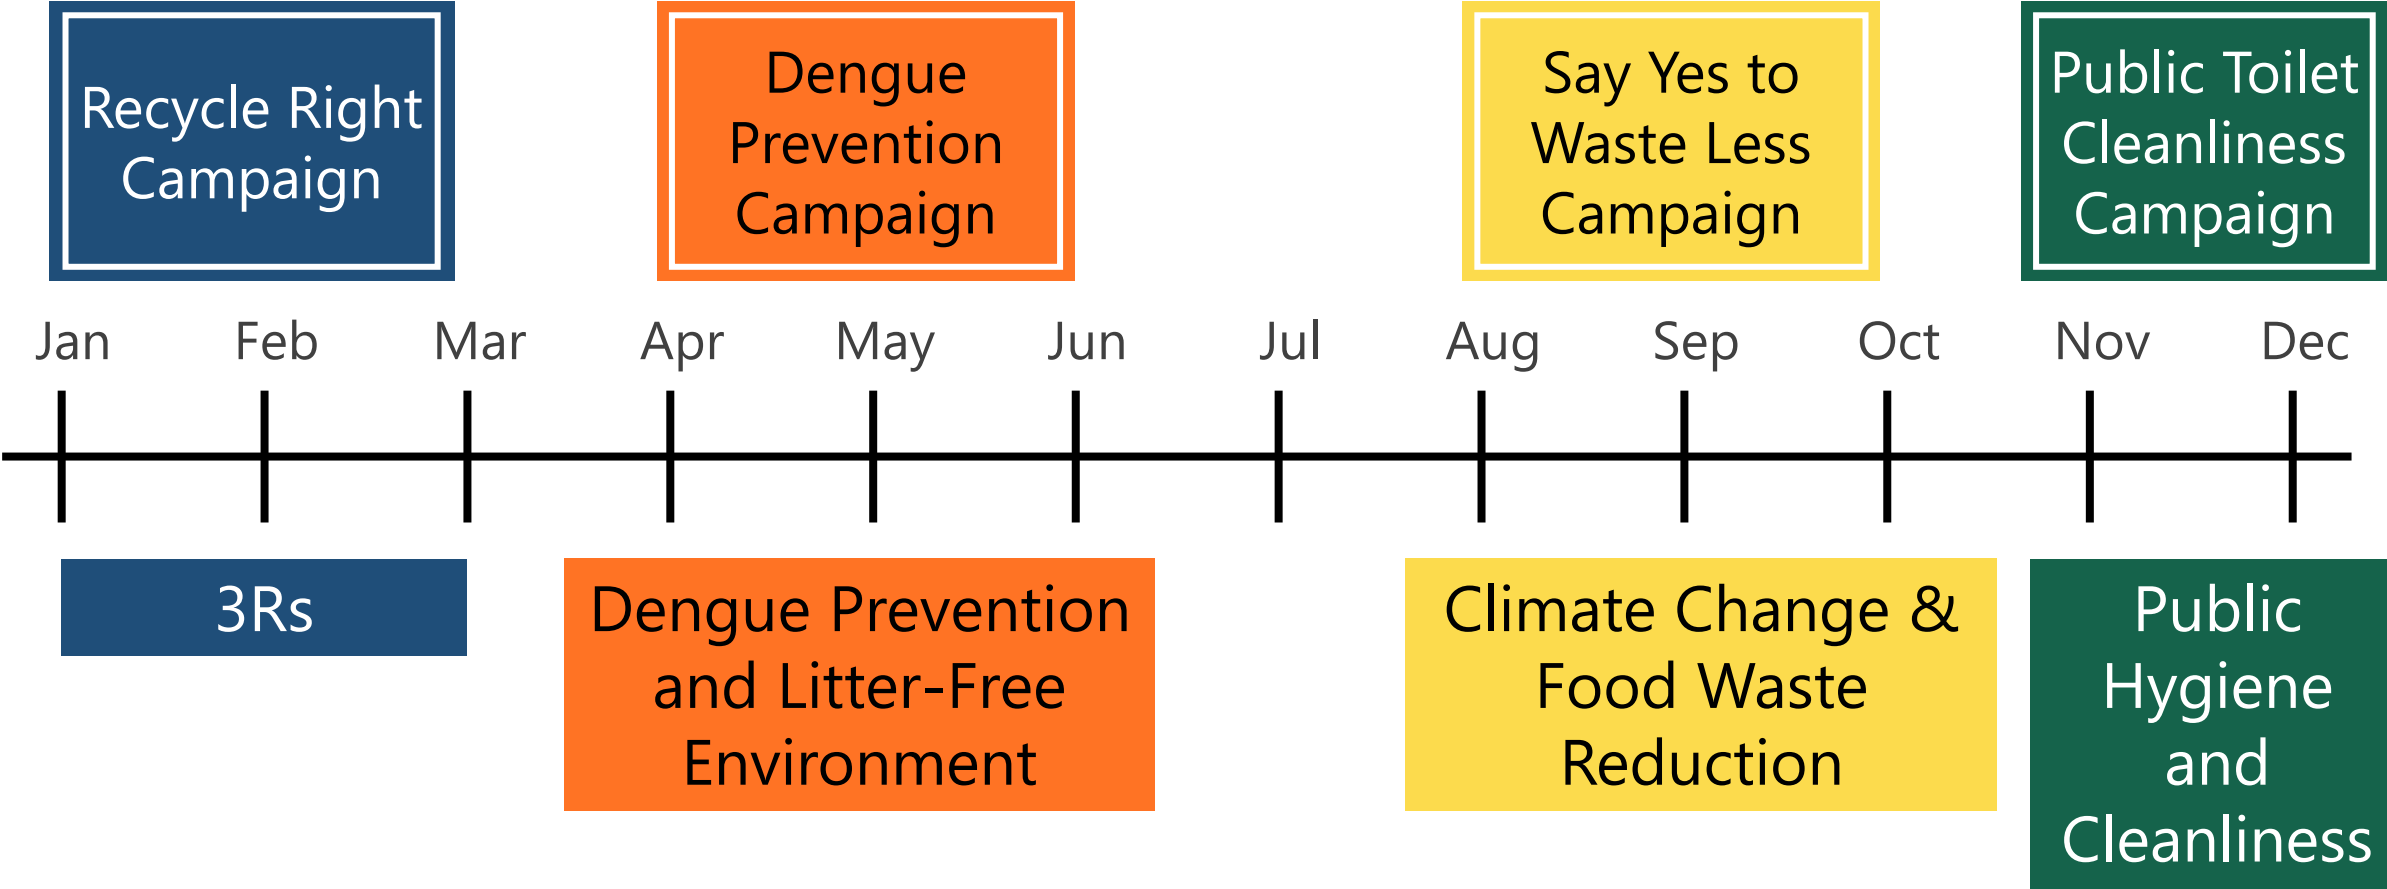 Recycle Right
Campaign
Dengue
Prevention
Campaign
Say Yes to
Waste Less
Campaign
Public Toilet
Cleanliness
Campaign
Jan Feb Mar Apr May Jun Jul Aug Sep Oct Nov Dec
3Rs
Dengue Prevention
and Litter-Free
Environment
Climate Change &
Food Waste
Reduction
Public
Hygiene
and
Cleanliness